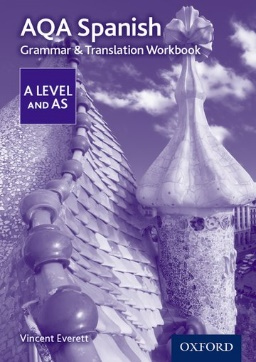 AQA Spanish
Grammar & Translation Workbook
A LEVEL
AND AS
Vincent Everett
OXFORD